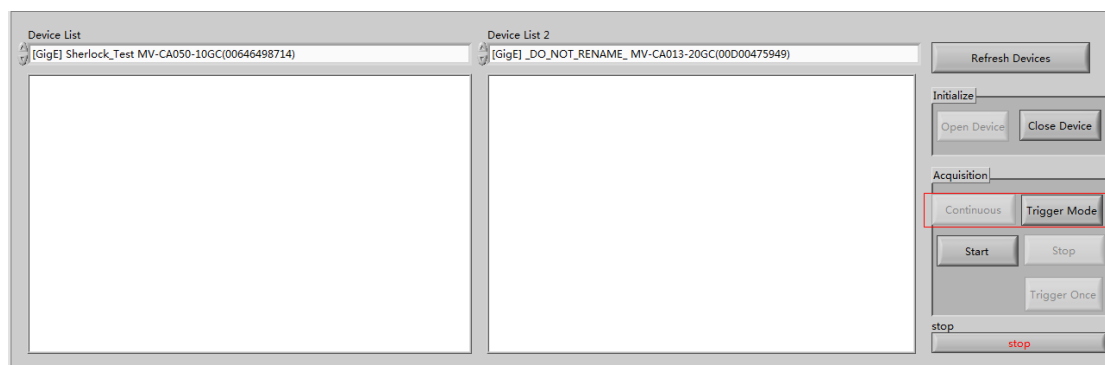 Device List
[GigE] Sherlock_Test MV-CA050-10GC(00646498714)
Device List 2
[GigE] _DO_NOT_RENAME_ MV-CA013-20GC(00D00475949)
Refresh Devices
Initialize
Open Device
Close Device
Acquisition
Continuous
Trigger Mode
Start
Stop
Trigger Once
stop
stop